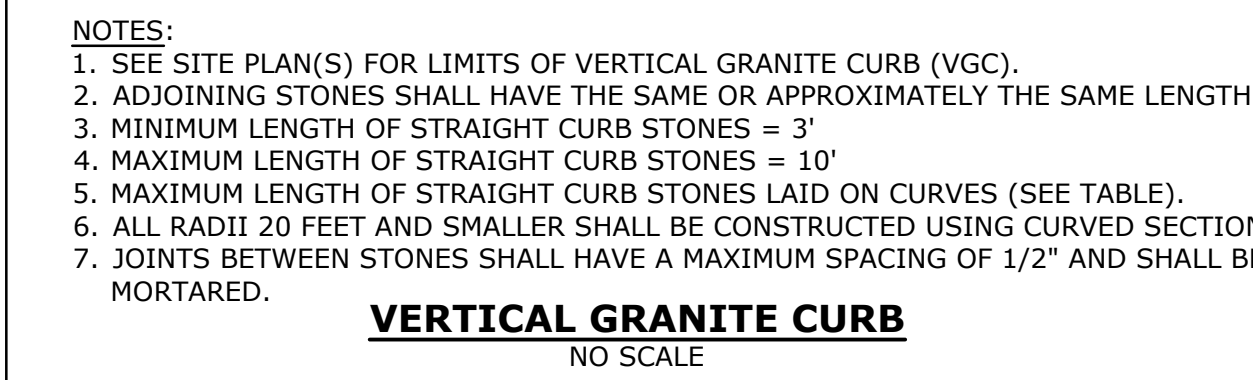 NOTES:
1. SEE SITE PLAN(S) FOR LIMITS OF VERTICAL GRANITE CURB (VGC).
2. ADJOINING STONES SHALL HAVE THE SAME OR APPROXIMATELY THE SAME LENGTH
3. MINIMUM LENGTH OF STRAIGHT CURB STONES = 3'
4. MAXIMUM LENGTH OF STRAIGHT CURB STONES = 10'
5. MAXIMUM LENGTH OF STRAIGHT CURB STONES LAID ON CURVES (SEE TABLE).
6. ALL RADII 20 FEET AND SMALLER SHALL BE CONSTRUCTED USING CURVED
7. JOINTS BETWEEN STONES SHALL HAVE A MAXIMUM SPACING OF 1/2" AND SHALL
MORTARED.
VERTICAL GRANITE CURB
NO SCALE